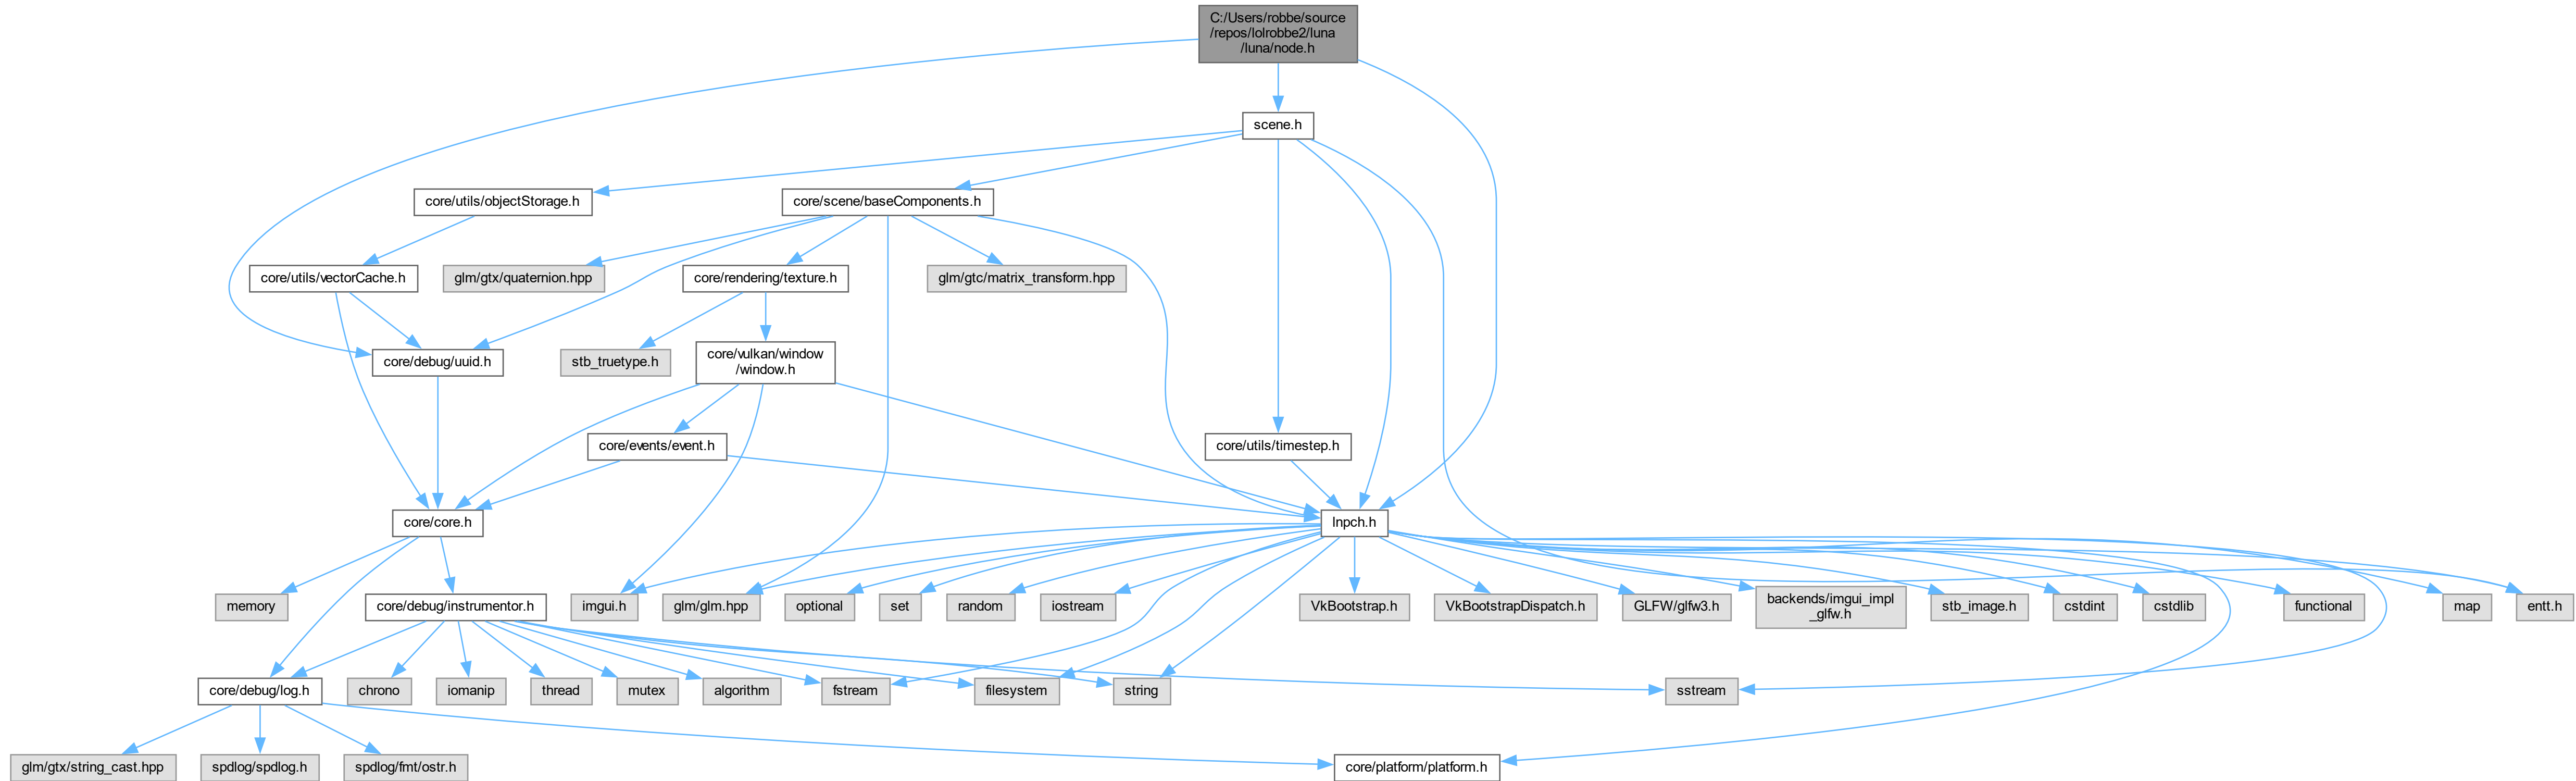 C:/Users/robbe/source
/repos/lolrobbe2/luna
/luna/node.h
scene.h
core/utils/objectStorage.h
core/scene/baseComponents.h
core/utils/vectorCache.h
glm/gtx/quaternion.hpp
core/rendering/texture.h
glm/gtc/matrix_transform.hpp
core/debug/uuid.h
stb_truetype.h
core/vulkan/window
/window.h
core/events/event.h
core/utils/timestep.h
core/core.h
lnpch.h
memory
core/debug/instrumentor.h
imgui.h
glm/glm.hpp
optional
set
random
iostream
VkBootstrap.h
VkBootstrapDispatch.h
GLFW/glfw3.h
backends/imgui_impl
_glfw.h
stb_image.h
cstdint
cstdlib
functional
map
entt.h
core/debug/log.h
chrono
iomanip
thread
mutex
algorithm
fstream
filesystem
string
sstream
glm/gtx/string_cast.hpp
spdlog/spdlog.h
spdlog/fmt/ostr.h
core/platform/platform.h